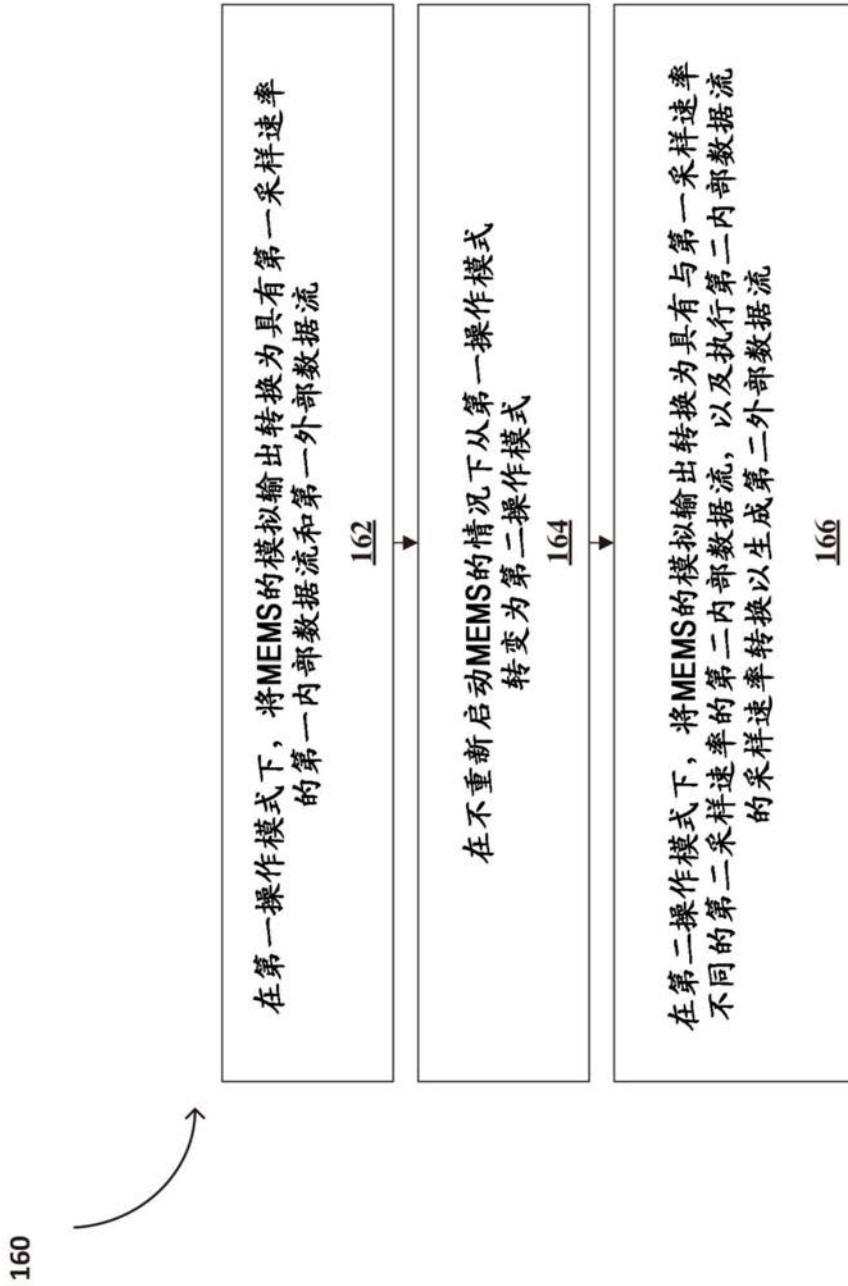 160
在第一操作模式下，将MEMS的模拟输出转换为具有第一采样速率
的第一内部数据流和第一外部数据流
162
在不重新启动MEMS的情况下从第一操作模式
转变为第二操作模式
164
在第二操作模式下，将MEMS的模拟输出转换为具有与第一采样速率
不同的第二采样速率的第二内部数据流，以及执行第二内部数据流
的采样速率转换以生成第二外部数据流
166